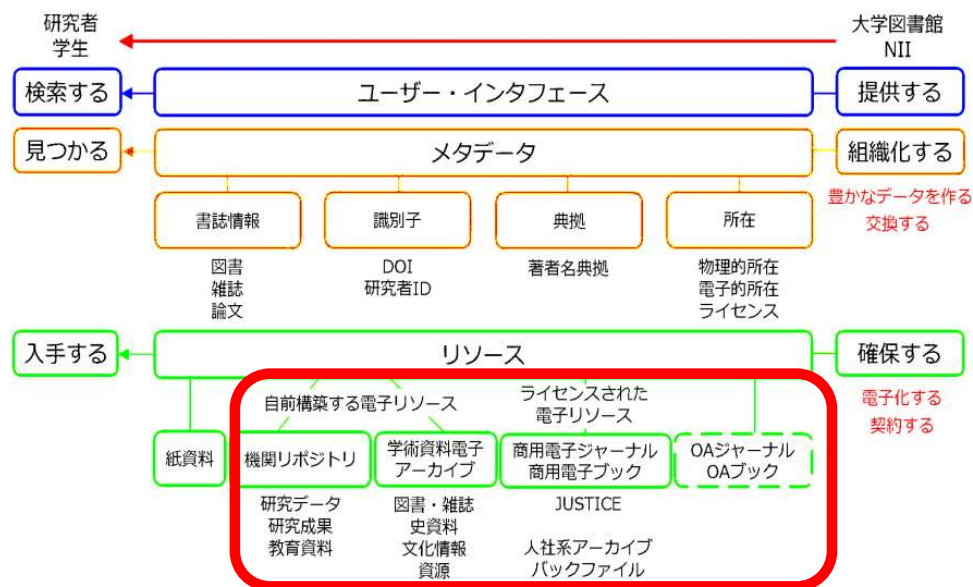 研究者
学生
大学図書館
NII
検索する
ユーザー・インタフェース
提供する
見つかる
メタデータ
組織化する
豊かなデータを作る
交換する
書誌情報
識別子
典拠
所在
図書
雑誌
論文
DOI
研究者ID
著者名典拠
物理的所在
電子的所在
ライセンス
入手する
リソース
確保する
電子化する
契約する
自前構築する電子リソース
ライセンスされた
電子リソース
紙資料
機関リポジトリ
学術資料電子
アーカイブ
商用電子ジャーナル
商用電子ブック
OAジャーナル
OAブック
研究データ
研究成果
教育資料
図書・雑誌
史資料
文化情報
資源
JUSTICE
人社系アーカイブ
バックファイル